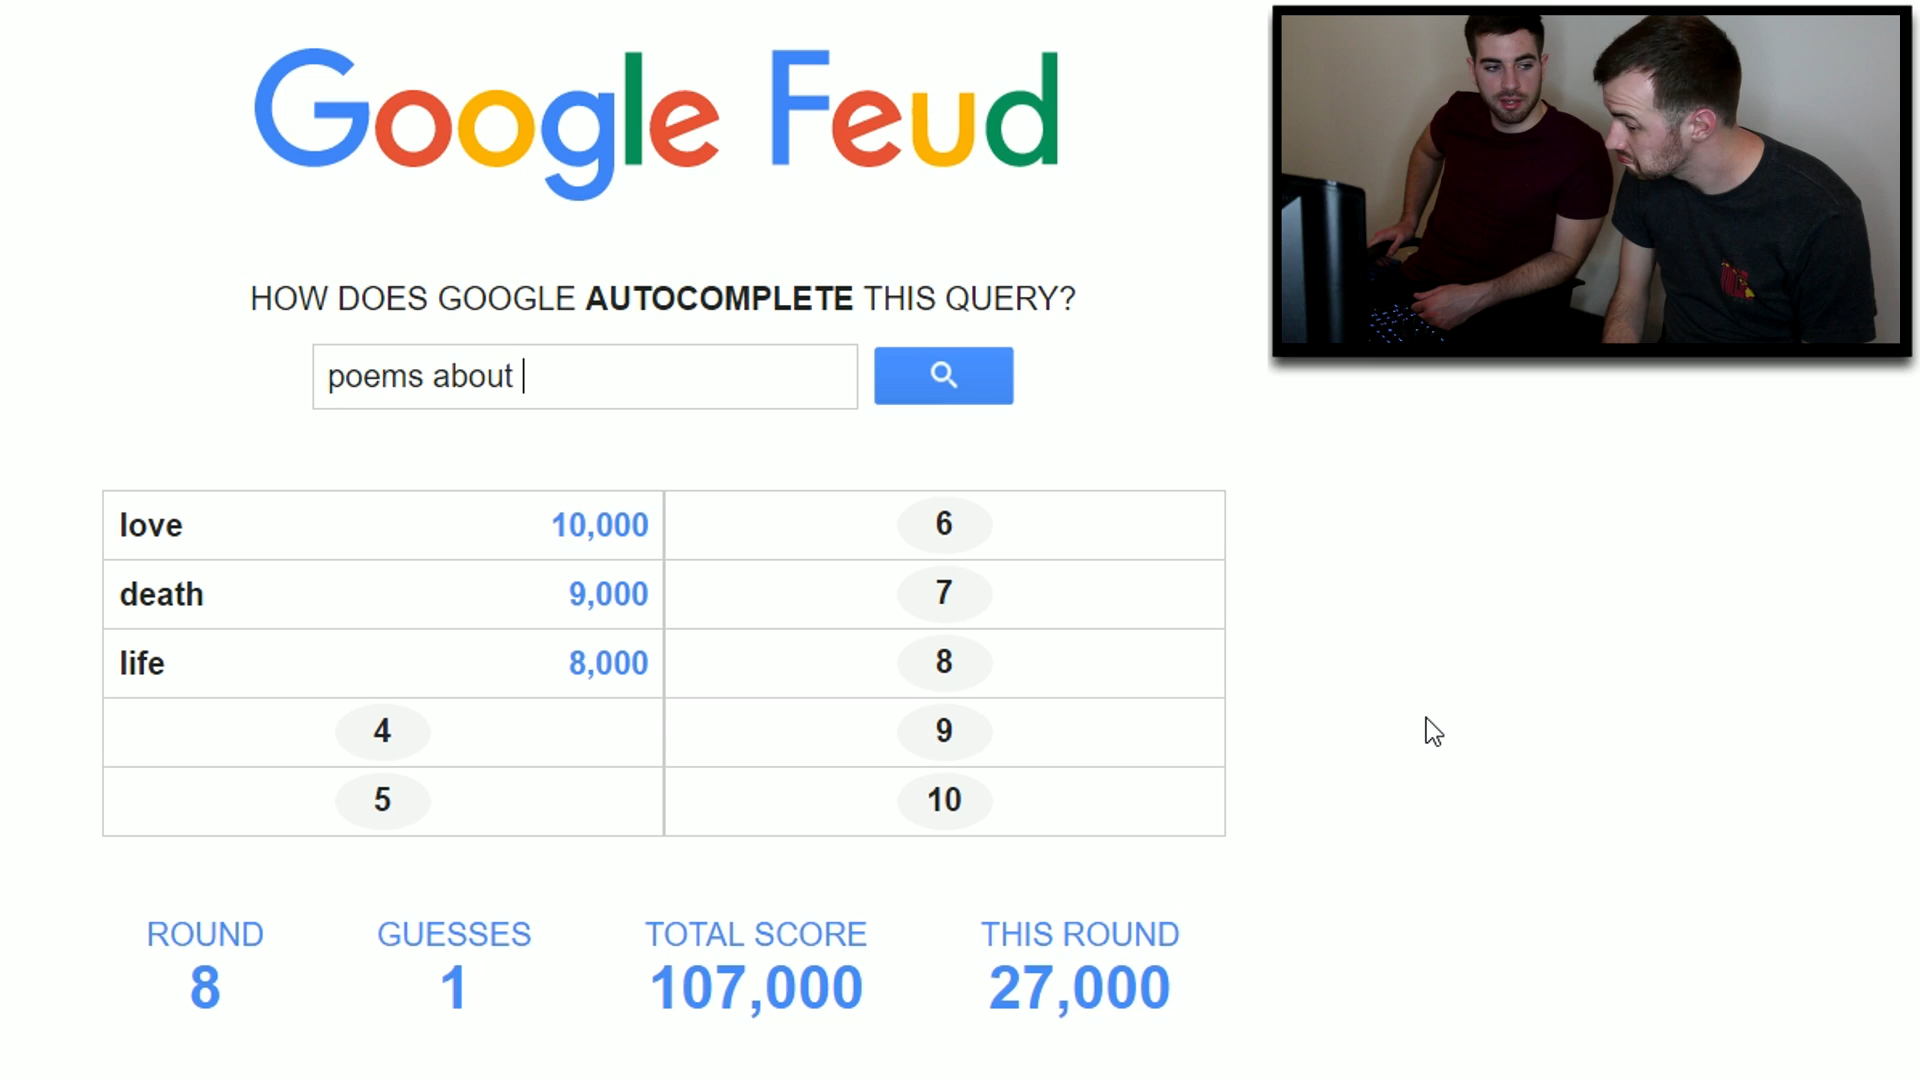 Google Feud
HOW DOES GOOGLE AUTOCOMPLETE THIS QUERY?
poems about
love 10,000
death 9,000
life 8,000
4
5
6
7
8
9
10
ROUND
8
GUESSES
1
TOTAL SCORE
107,000
THIS ROUND
27,000